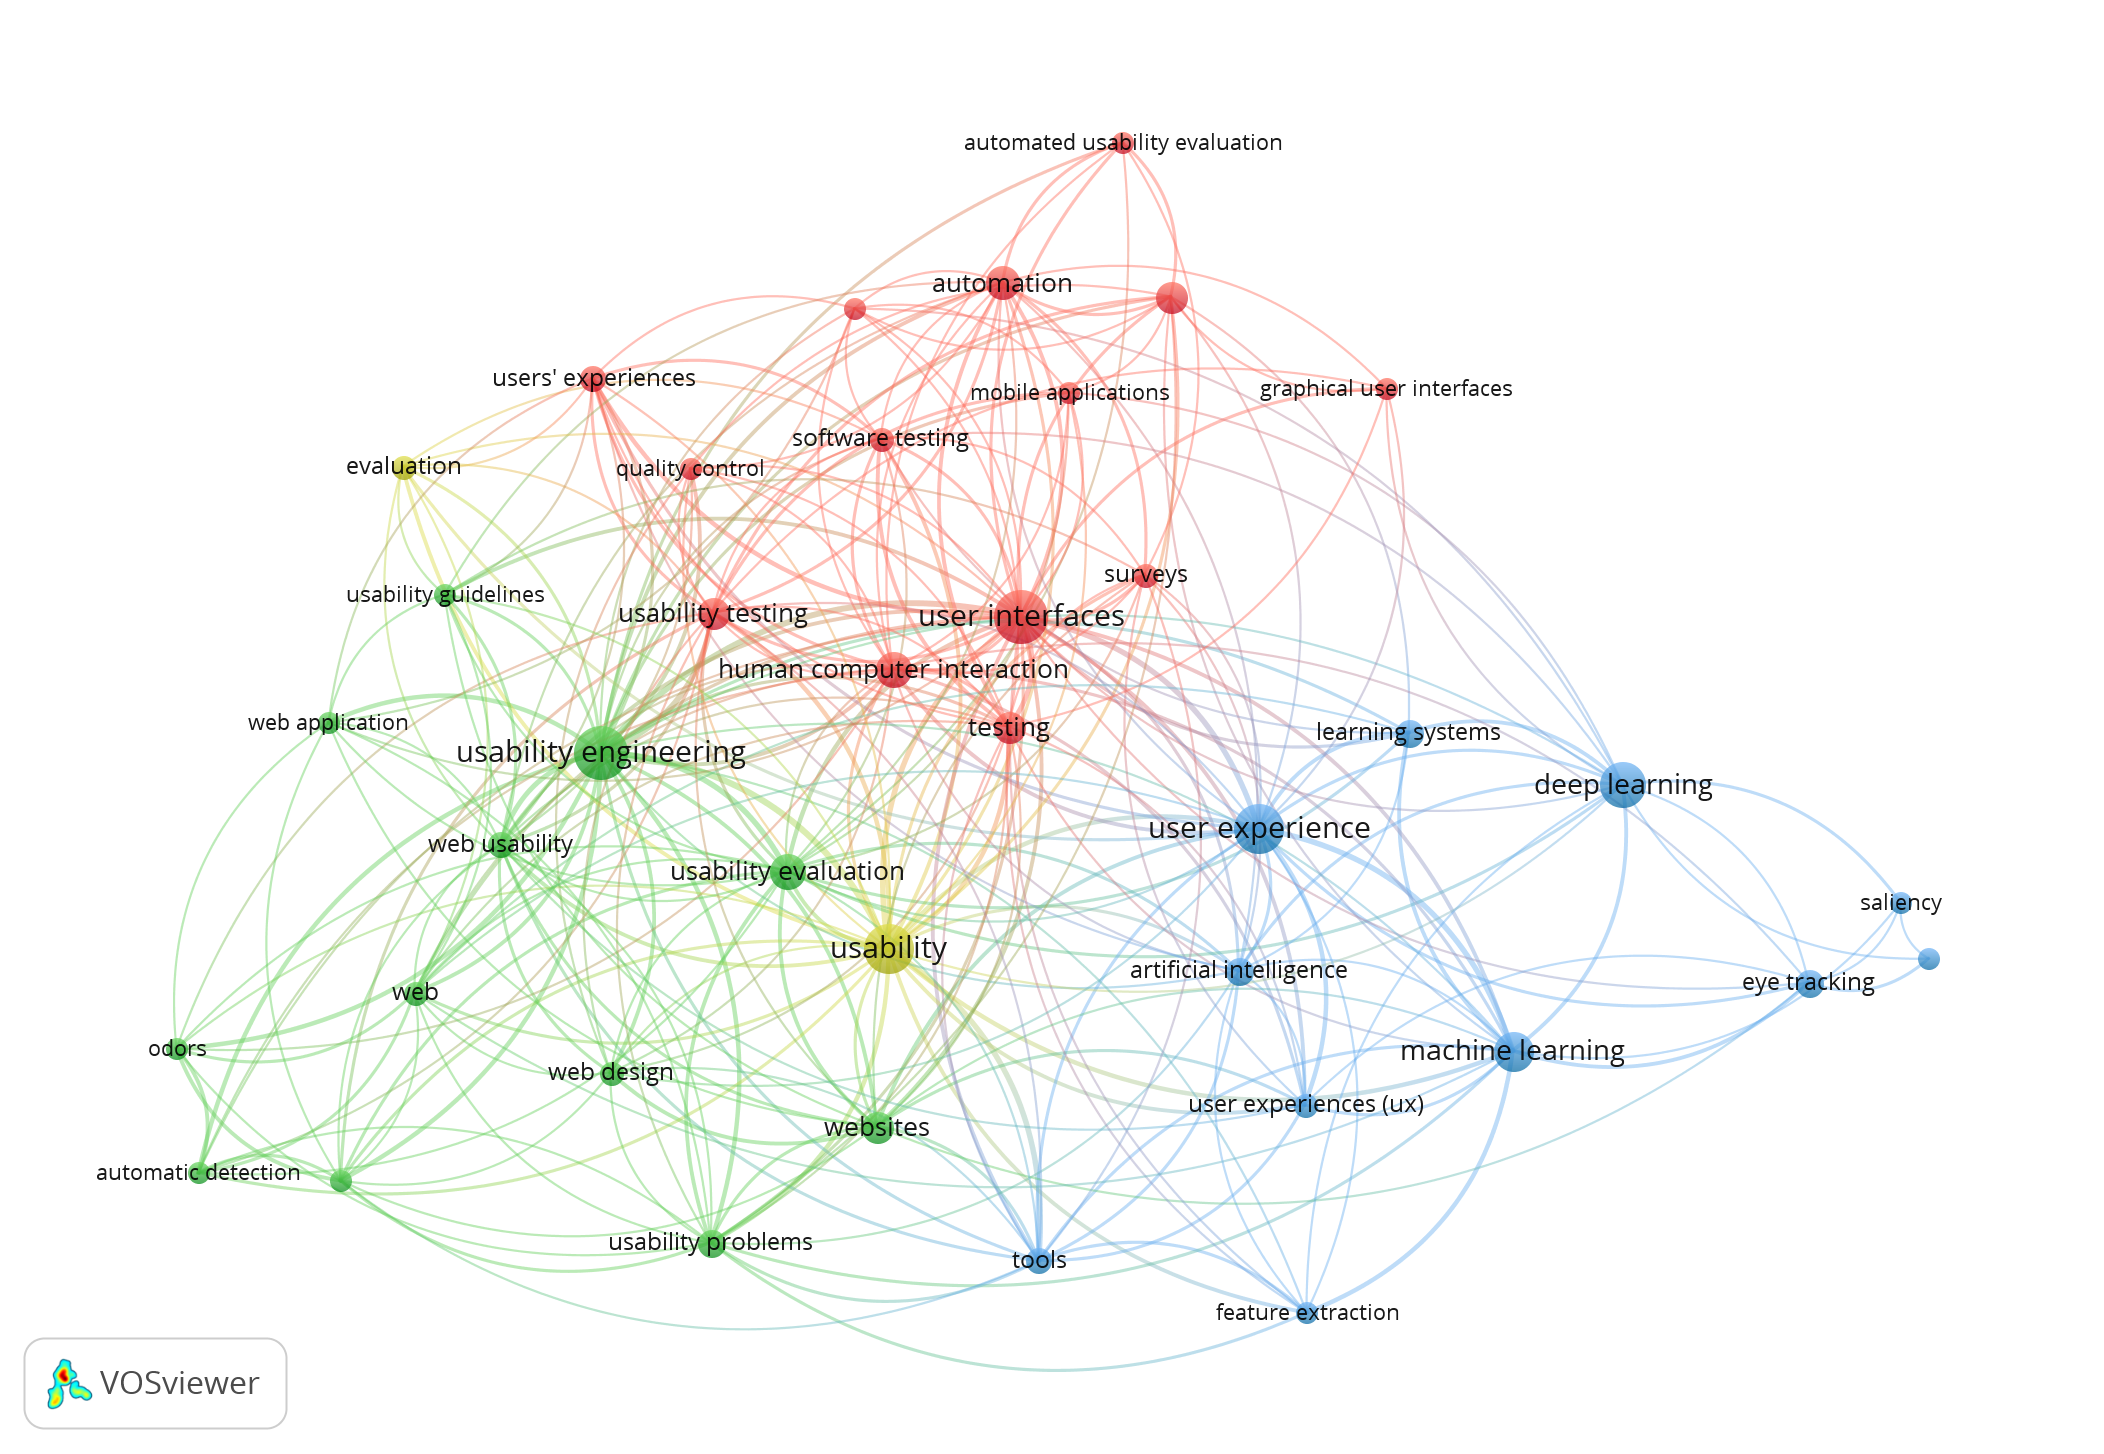 automated usability evaluation
automation
users' experiences
mobile applications
graphical user interfaces
software testing
evaluation
quality control
surveys
usability guidelines
usability testing
user interfaces
human computer interaction
web application
testing
learning systems
usability engineering
deep learning
user experience
web usability
usability evaluation
saliency
usability
artificial intelligence
eye tracking
web
odors
machine learning
web design
user experiences (ux)
websites
automatic detection
usability problems
tools
feature extraction
VOSviewer